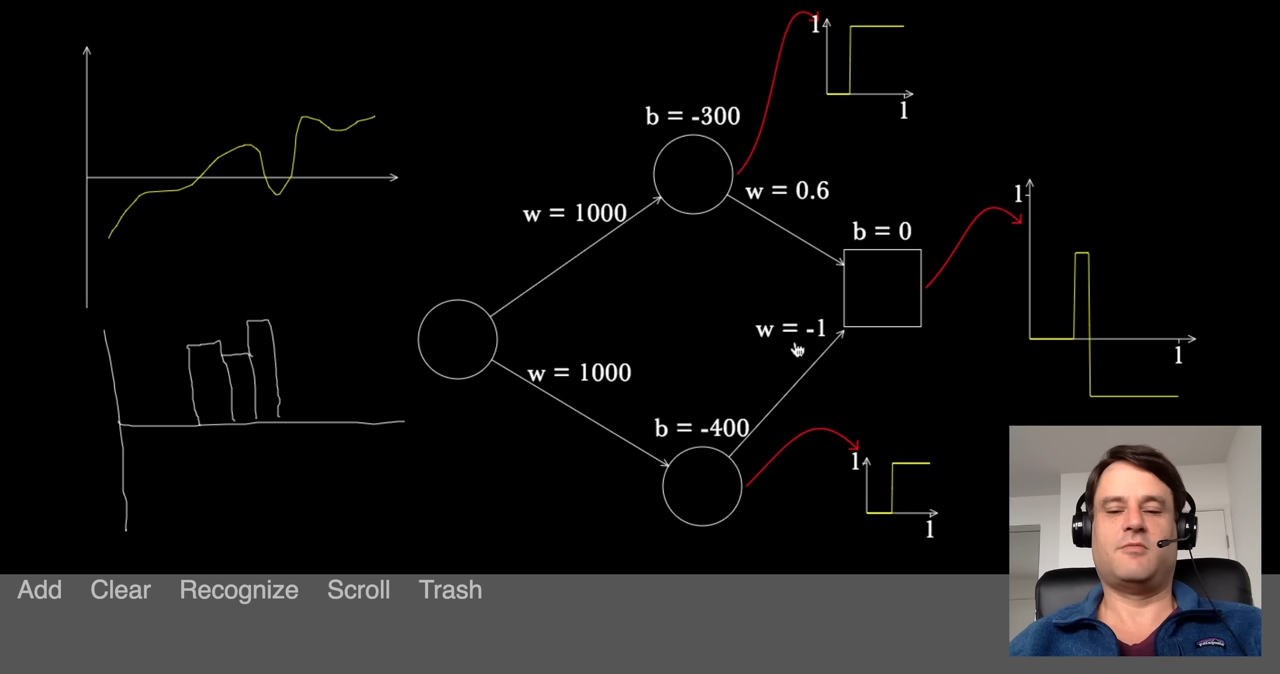 1
1
b = -300
w = 0.6
w = 1000
b = 0
1
w = -1
1
w = 1000
b = -400
1
1
Add Clear Recognize Scroll Trash
patagonia